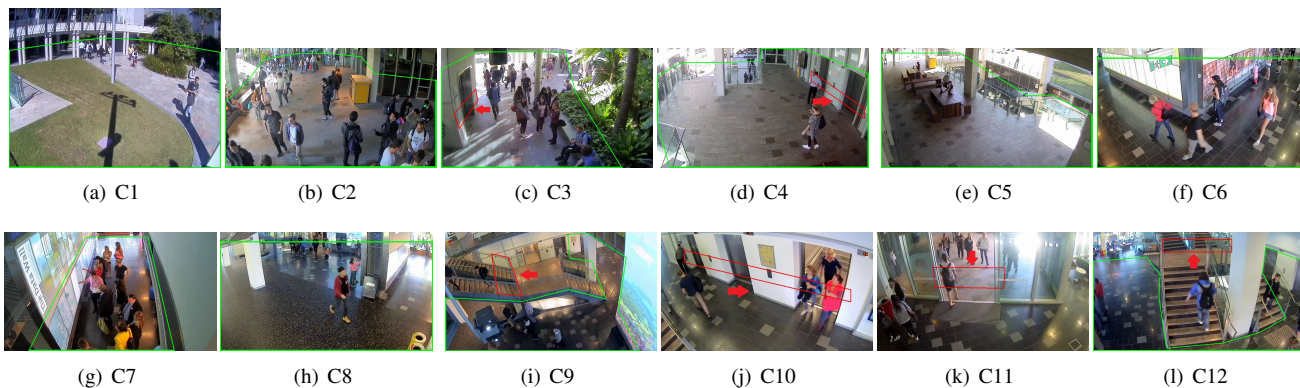 (a) C1
(b) C2
(c) C3
(d) C4
(e) C5
(f) C6
(g) C7
(h) C8
(i) C9
(j) C10
(k) C11
(l) C12